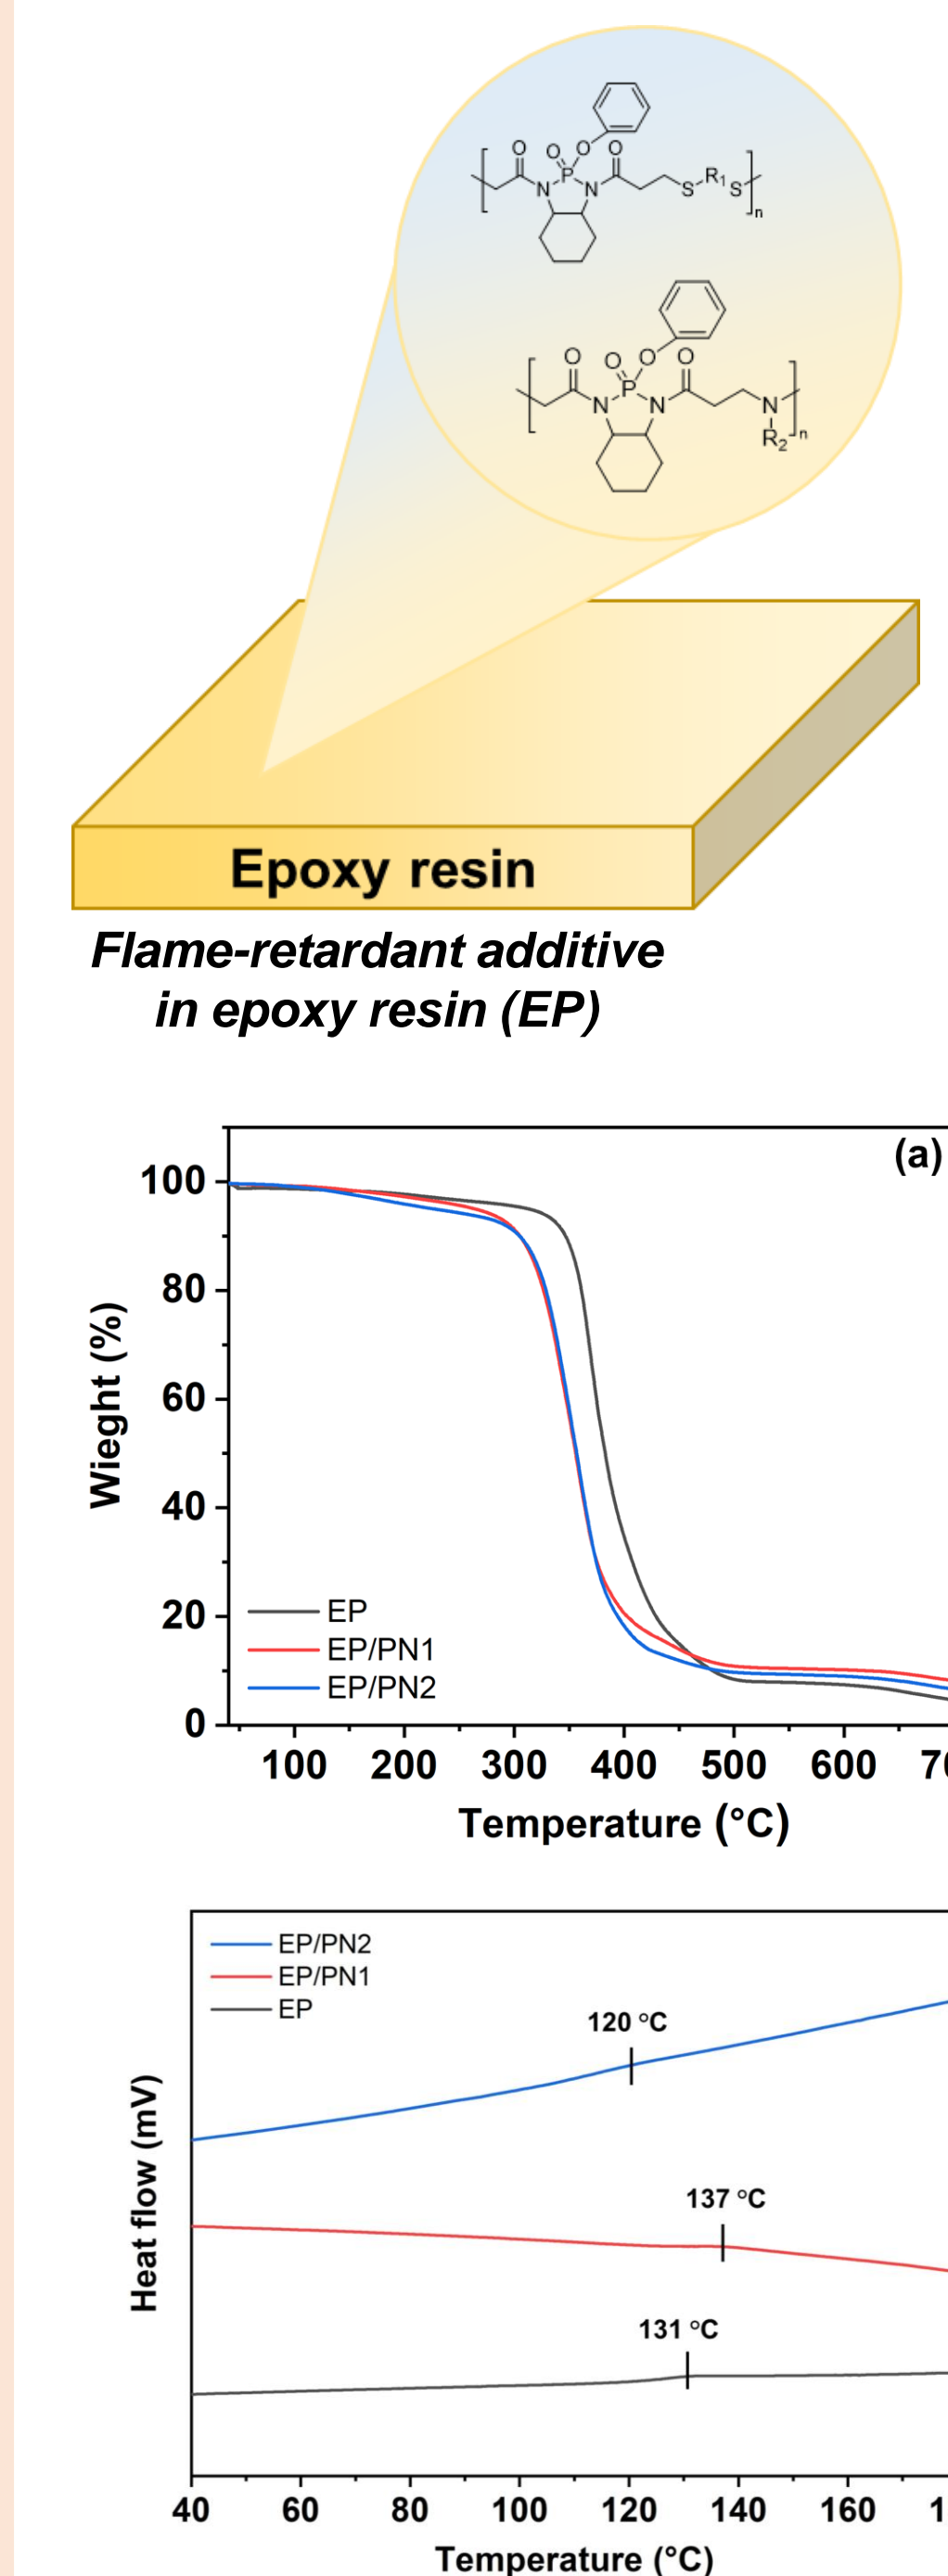 O
O
O
O
P
N
N
S
R1
S
n
O
O
O
O
P
N
N
N
R2
n
Epoxy resin
Flame-retardant additive
in epoxy resin (EP)
(a)
100
80
60
40
20
0
Wieght (%)
EP
EP/PN1
EP/PN2
100 200 300 400 500 600
Temperature (°C)
EP/PN2
EP/PN1
EP
120 °C
137 °C
131 °C
Heat flow (mV)
40 60 80 100 120 140 160
Temperature (°C)